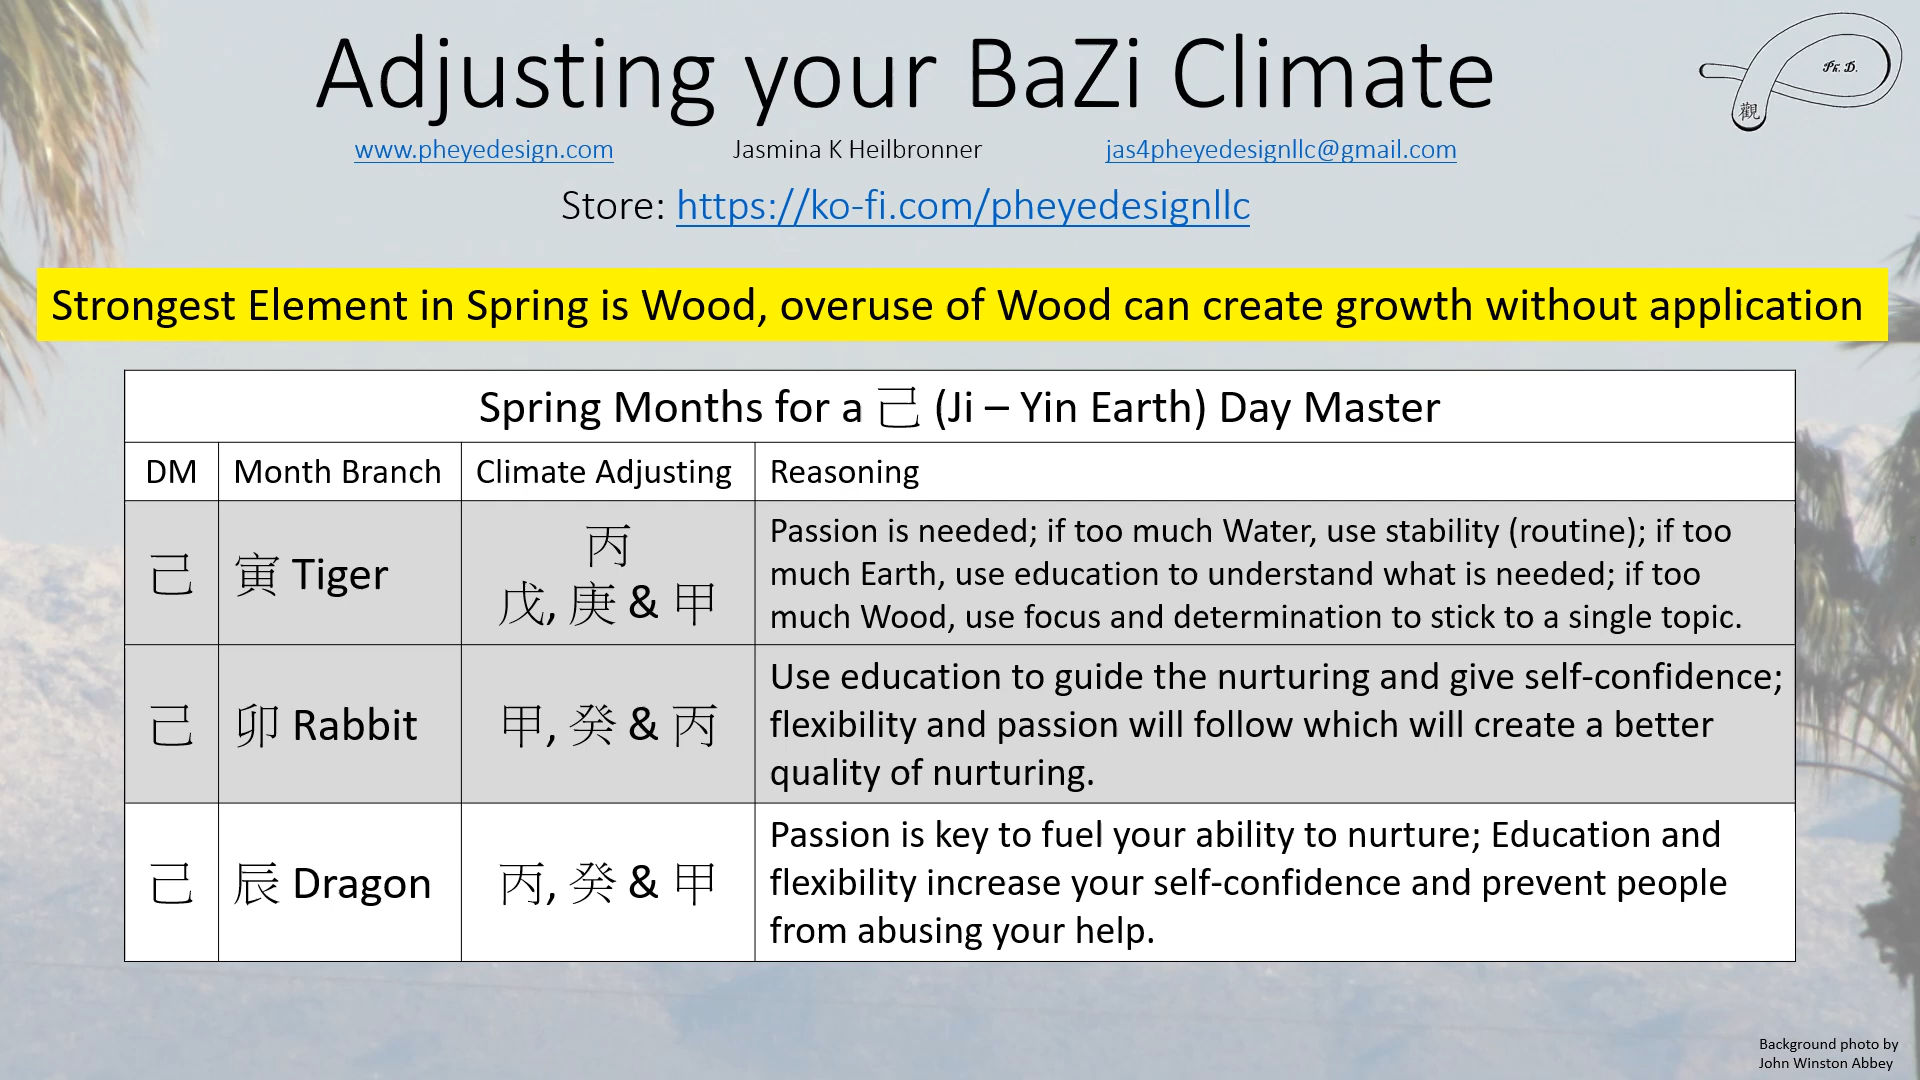 Adjusting your BaZi Climate
Ph.D.
觀
www.pheyedesign.com Jasmina K Heilbronner jas4pheyedesignllc@gmail.com
Store: https://ko-fi.com/pheyedesignllc
Strongest Element in Spring is Wood, overuse of Wood can create growth without application
Spring Months for a 己 (Ji – Yin Earth) Day Master
DM Month Branch Climate Adjusting Reasoning
己 寅 Tiger
丙
戊, 庚 & 甲
Passion is needed; if too much Water, use stability (routine); if too
much Earth, use education to understand what is needed; if too
much Wood, use focus and determination to stick to a single topic.
己 卯 Rabbit 甲, 癸 & 丙
Use education to guide the nurturing and give self-confidence;
flexibility and passion will follow which will create a better
quality of nurturing.
己 辰 Dragon 丙, 癸 & 甲
Passion is key to fuel your ability to nurture; Education and
flexibility increase your self-confidence and prevent people
from abusing your help.
Background photo by
John Winston Abbey